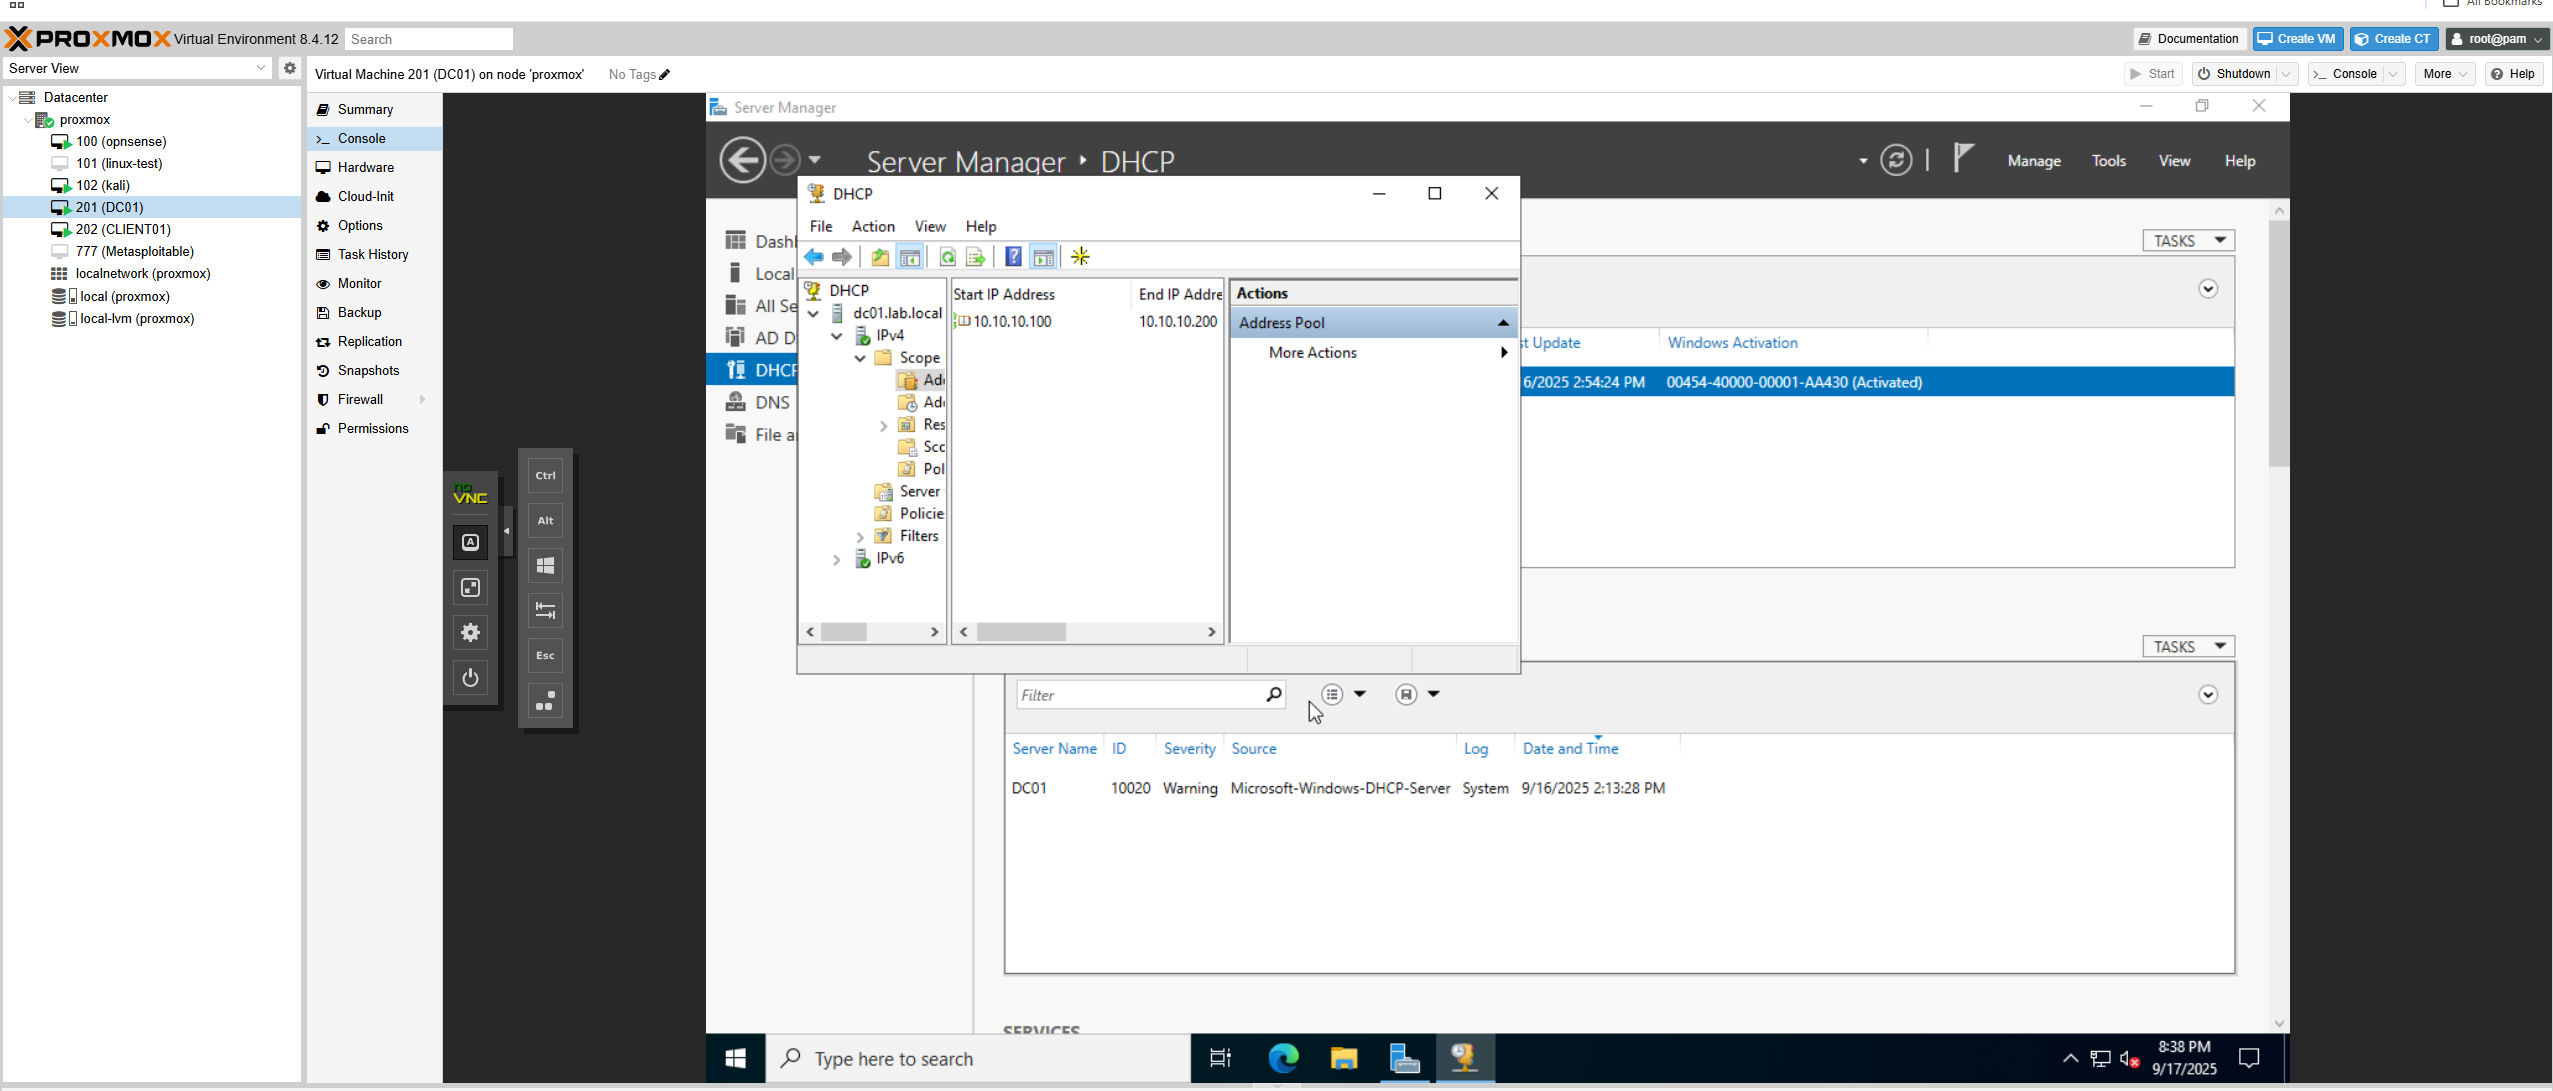 All Bookmarks
PROXMOX Virtual Environment 8.4.12 Search
Documentation Create VM Create CT root@pam
Server View
Virtual Machine 201 (DC01) on node 'proxmox' No Tags
Start Shutdown Console More Help
Datacenter
proxmox
100 (opnsense)
101 (linux-test)
102 (kali)
201 (DC01)
202 (CLIENT01)
777 (Metasploitable)
localnetwork (proxmox)
local (proxmox)
local-lvm (proxmox)
Summary
Console
Hardware
Cloud-Init
Options
Task History
Monitor
Backup
Replication
Snapshots
Firewall
Permissions
no
VNC
A
Ctrl
Alt
Esc
Server Manager
Server Manager • DHCP
Manage Tools View Help
Dash
Local
All Se
AD D
DHCP
DNS
File a
DHCP
File Action View Help
DHCP
dc01.lab.local
IPv4
Scope
Ad
Ad
Res
Sco
Pol
Server
Policie
Filters
IPv6
Start IP Address End IP Addre
10.10.10.100 10.10.10.200
Actions
Address Pool
More Actions
TASKS
st Update Windows Activation
6/2025 2:54:24 PM 00454-40000-00001-AA430 (Activated)
TASKS
Filter
Server Name ID Severity Source Log Date and Time
DC01 10020 Warning Microsoft-Windows-DHCP-Server System 9/16/2025 2:13:28 PM
SERVICES
Type here to search
8:38 PM
9/17/2025